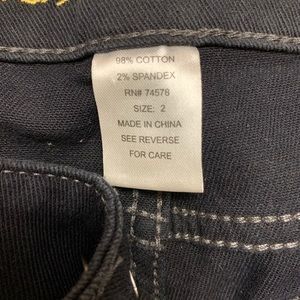 98% COTTON
2% SPANDEX
RN# 74578
SIZE: 2
MADE IN CHINA
SEE REVERSE
FOR CARE